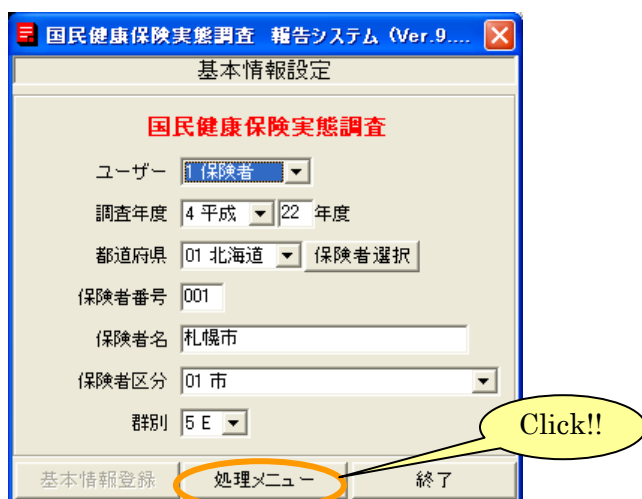 国民健康保険実態調査 報告システム (Ver.9....
基本情報設定
国民健康保険実態調査
ユーザー 1 保険者
調査年度 4 平成 22 年度
都道府県 01 北海道 保険者選択
保険者番号 001
保険者名 札幌市
保険者区分 01 市
群別 5 E
Click!!
基本情報登録 処理メニュー 終了